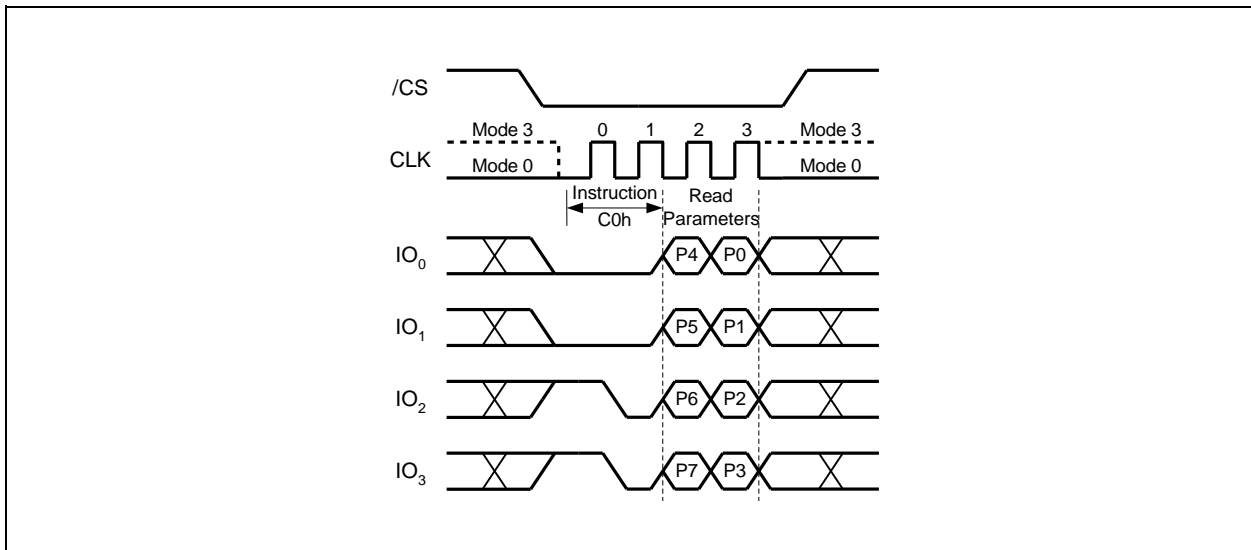 /CS
Mode 3 0 1 2 3 Mode 3
CLK Mode 0 Mode 0
Instruction Read
C0h Parameters
IO0 P4 P0
IO1 P5 P1
IO2 P6 P2
IO3 P7 P3